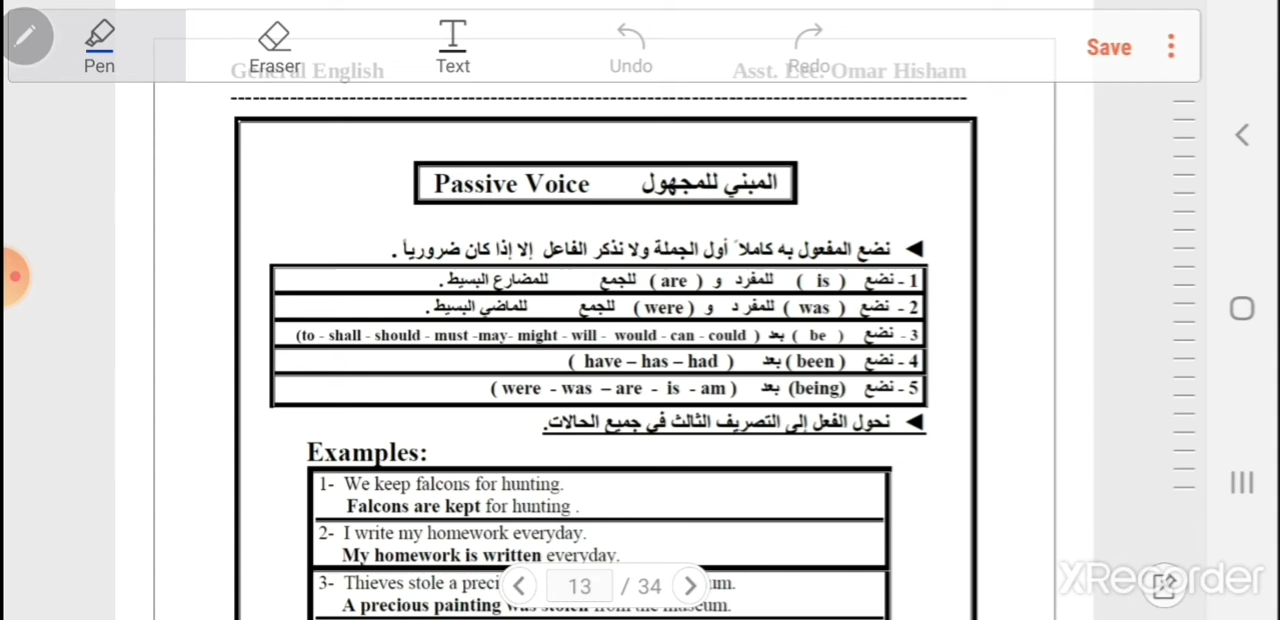 Pen
Eraser
Text
Undo
Redo
Save
General English Asst. Lec. Omar Hisham
Passive Voice المبني للمجهول
◄ نضع المفعول به كاملاً أول الجملة ولا نذكر الفاعل إلا إذا كان ضرورياً .
1 - نضع ( is ) للمفرد و ( are ) للجمع للمضارع البسيط .
2 - نضع ( was ) للمفرد و ( were ) للجمع للماضي البسيط .
3 - نضع ( be ) بعد ( to - shall - should - must -may- might - will - would - can - could)
4 - نضع ( been ) بعد ( have – has – had )
5 - نضع (being) بعد ( were - was – are - is - am )
◄ نحول الفعل إلى التصريف الثالث في جميع الحالات.
Examples:
1- We keep falcons for hunting.
Falcons are kept for hunting .
2- I write my homework everyday.
My homework is written everyday.
3- Thieves stole a preci um.
A precious painting was stolen from the museum.
13 / 34
XRecorder